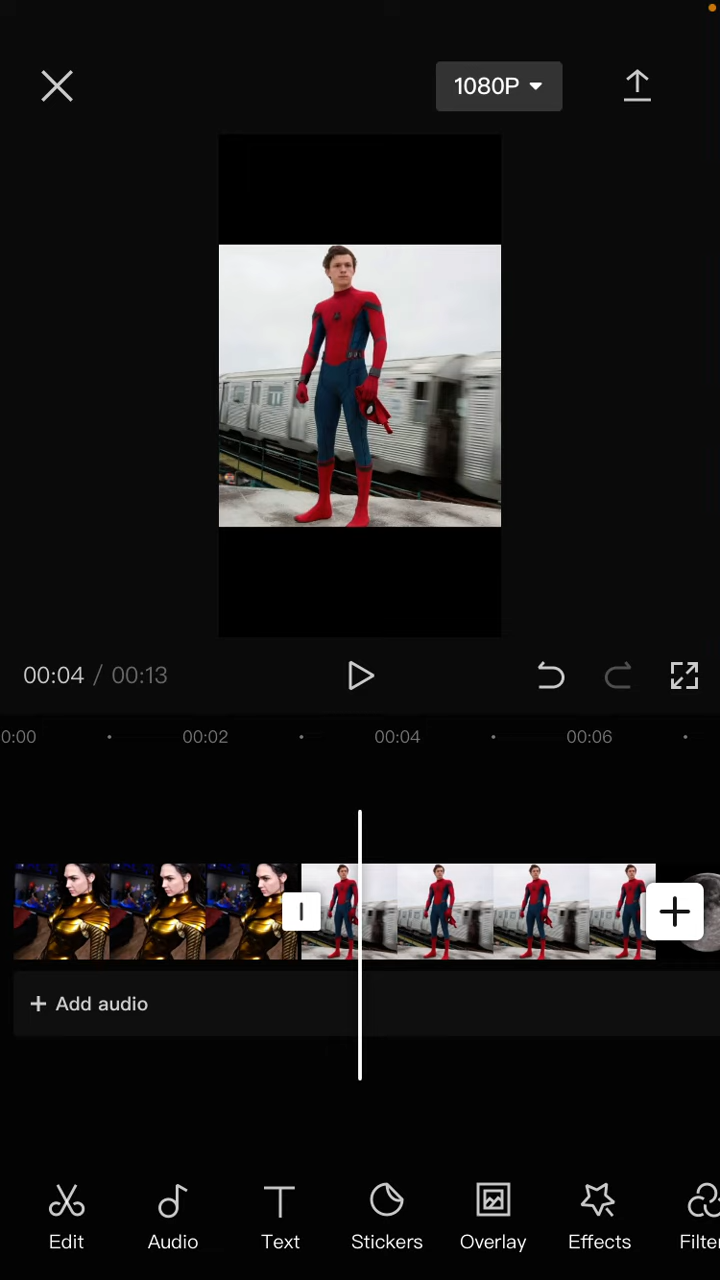 1080P
00:04 / 00:13
0:00 00:02 00:04 00:06
+ Add audio
Edit Audio Text Stickers Overlay Effects Filter